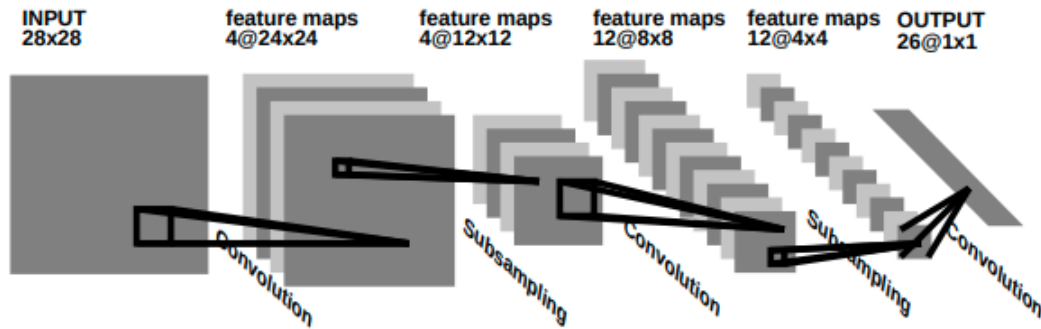 INPUT
28x28
feature maps
4@24x24
feature maps
4@12x12
feature maps
12@8x8
feature maps
12@4x4
OUTPUT
26@1x1
Convolution
Subsampling
Convolution
Subsampling
Convolution